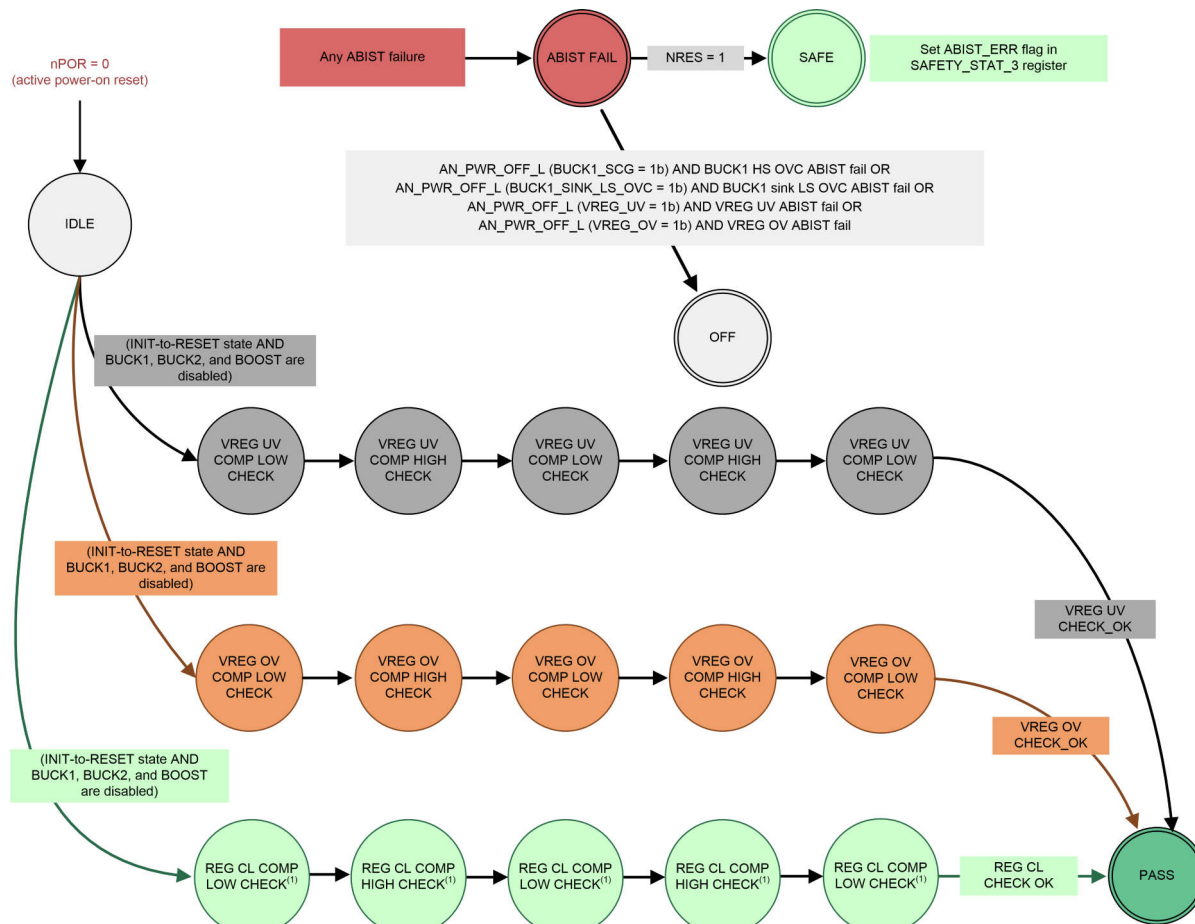 Any ABIST failure
ABIST FAIL
NRES = 1
SAFE
Set ABIST_ERR flag in
SAFETY_STAT_3 register
nPOR = 0
(active power-on reset)
AN_PWR_OFF_L (BUCK1_SCG = 1b) AND BUCK1 HS OVC ABIST fail OR
AN_PWR_OFF_L (BUCK1_SINK_LS_OVC = 1b) AND BUCK1 sink LS OVC ABIST fail OR
AN_PWR_OFF_L (VREG_UV = 1b) AND VREG UV ABIST fail OR
AN_PWR_OFF_L (VREG_OV = 1b) AND VREG OV ABIST fail
IDLE
OFF
(INIT-to-RESET state AND
BUCK1, BUCK2, and BOOST are
disabled)
VREG UV
COMP LOW
CHECK
VREG UV
COMP HIGH
CHECK
VREG UV
COMP LOW
CHECK
VREG UV
COMP HIGH
CHECK
VREG UV
COMP LOW
CHECK
VREG UV
CHECK_OK
(INIT-to-RESET state AND
BUCK1, BUCK2, and BOOST are
disabled)
VREG OV
COMP LOW
CHECK
VREG OV
COMP HIGH
CHECK
VREG OV
COMP LOW
CHECK
VREG OV
COMP HIGH
CHECK
VREG OV
COMP LOW
CHECK
VREG OV
CHECK_OK
(INIT-to-RESET state AND
BUCK1, BUCK2, and BOOST
are disabled)
REG CL COMP
LOW CHECK(1)
REG CL COMP
HIGH CHECK(1)
REG CL COMP
LOW CHECK(1)
REG CL COMP
HIGH CHECK(1)
REG CL COMP
LOW CHECK(1)
REG CL
CHECK OK
PASS